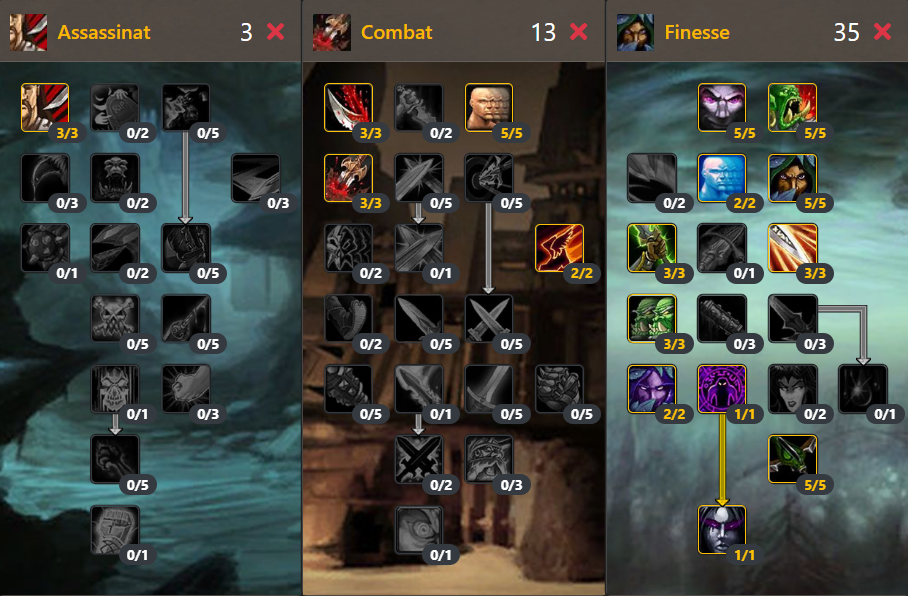 Assassinat 3 Combat 13 Finesse 35
3/3 0/2 0/5 3/3 0/2 5/5 5/5 5/5
0/3 0/2 0/3 3/3 0/5 0/5 0/2 2/2 5/5
0/1 0/2 0/5 0/2 0/1 2/2 3/3 0/1 3/3
0/5 0/5 0/2 0/5 0/5 3/3 0/3 0/3
0/1 0/3 0/5 0/1 0/5 0/5 2/2 1/1 0/2 0/1
0/5 0/2 0/3 5/5
0/1 0/1 1/1